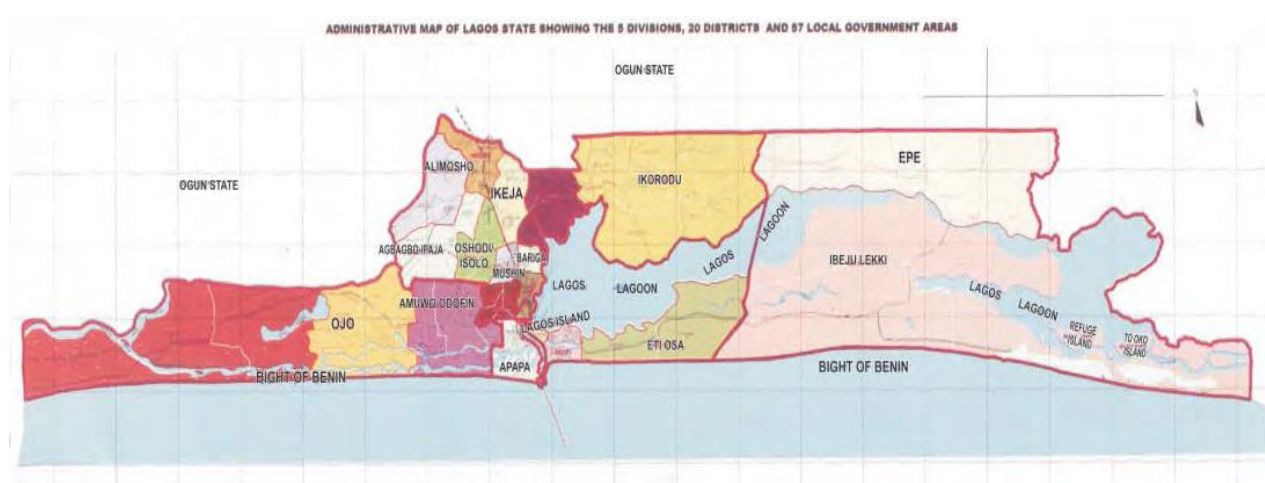 ADMINISTRATIVE MAP OF LAGOS STATE SHOWING THE 5 DIVISIONS, 20 DISTRICTS AND 57 LOCAL GOVERNMENT AREAS
OGUN STATE
OGUN STATE
ALIMOSHO
IKEJA
IKORODU
EPE
AGBAGBO-IPAJA
OSHODI/
ISOLO
BARIGA
MUSHIN
LAGOS
LAGOON
LAGOS
LAGOON
IBEJU LEKKI
OJO
AMUWO ODOFIN
LAGOS ISLAND
ETI OSA
APAPA
LAGOS
LAGOON
REFUGE
ISLAND
TO OKO
ISLAND
BIGHT OF BENIN
BIGHT OF BENIN